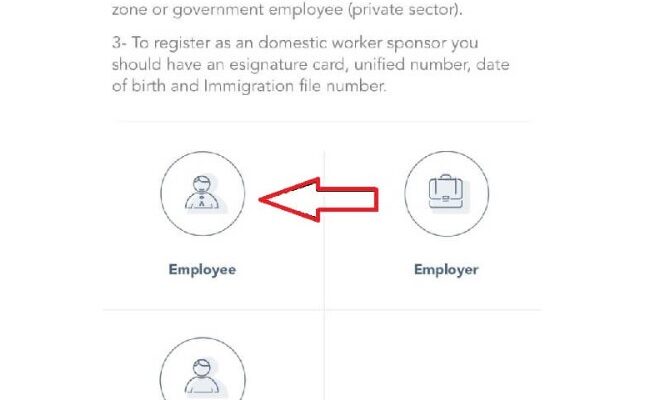 zone or government employee (private sector).
3- To register as an domestic worker sponsor you
should have an esignature card, unified number, date
of birth and Immigration file number.
Employee
Employer